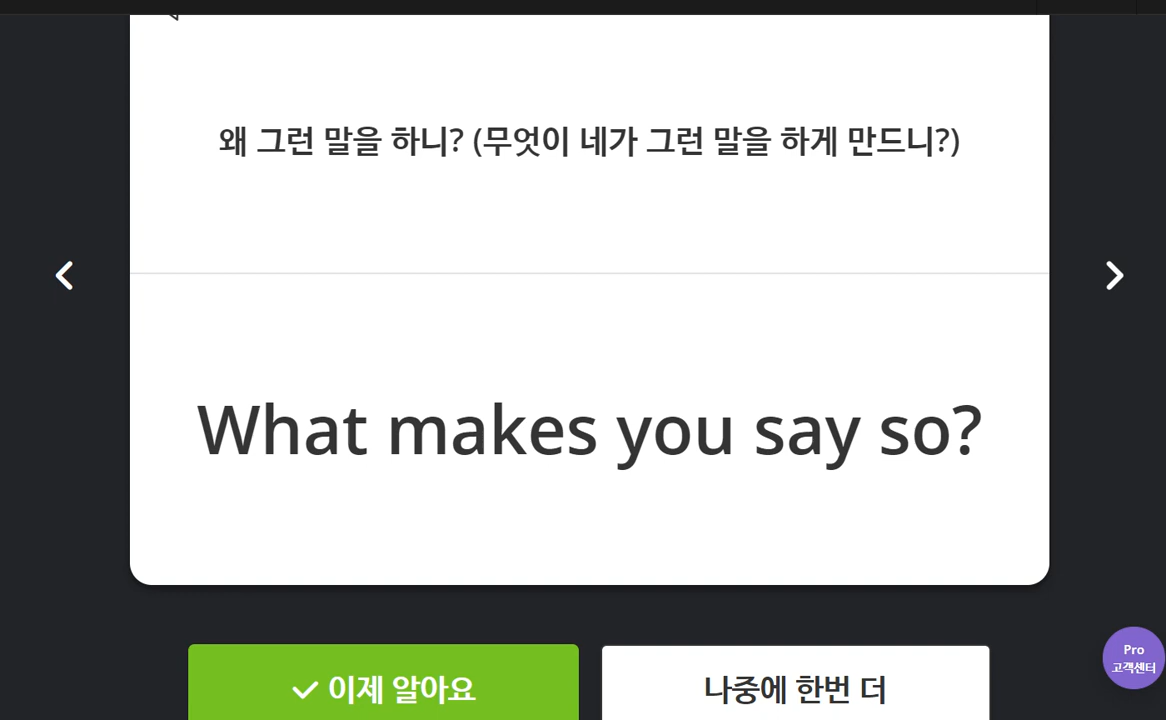 왜 그런 말을 하니? (무엇이 네가 그런 말을 하게 만드니?)
What makes you say so?
Pro
고객센터
이제 알아요
나중에 한번 더